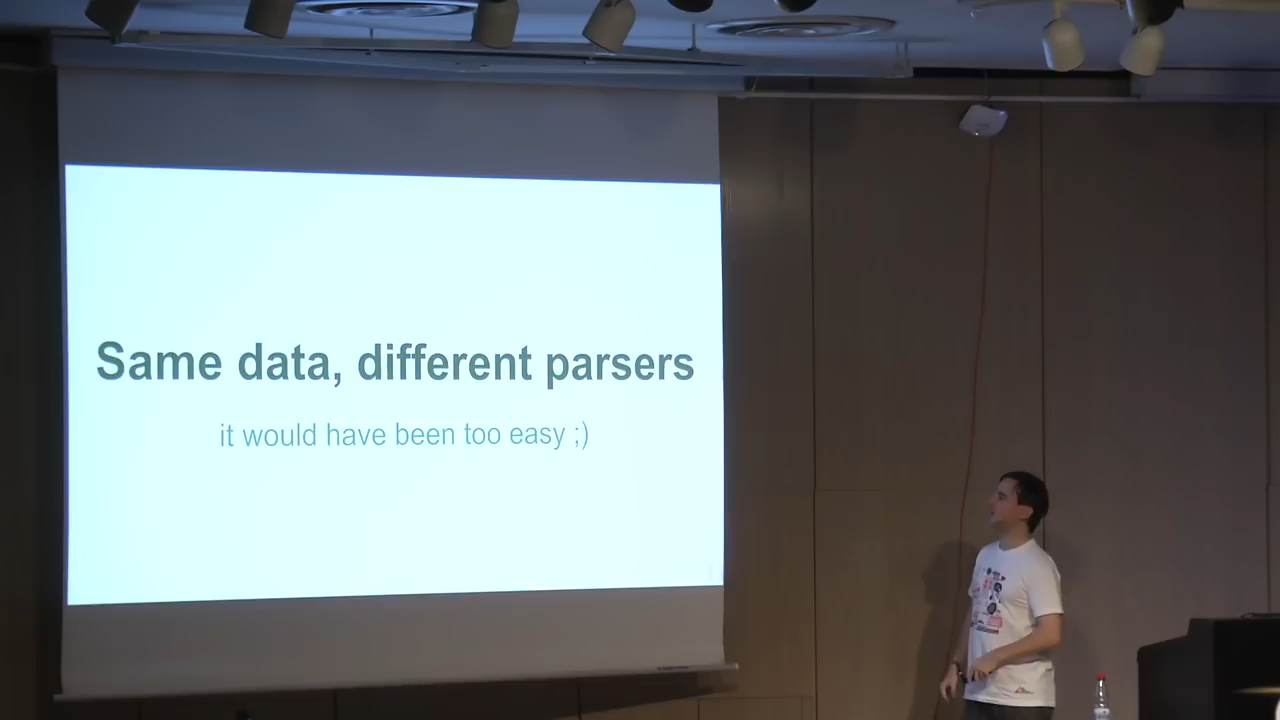 Same data, different parsers
it would have been too easy ;)